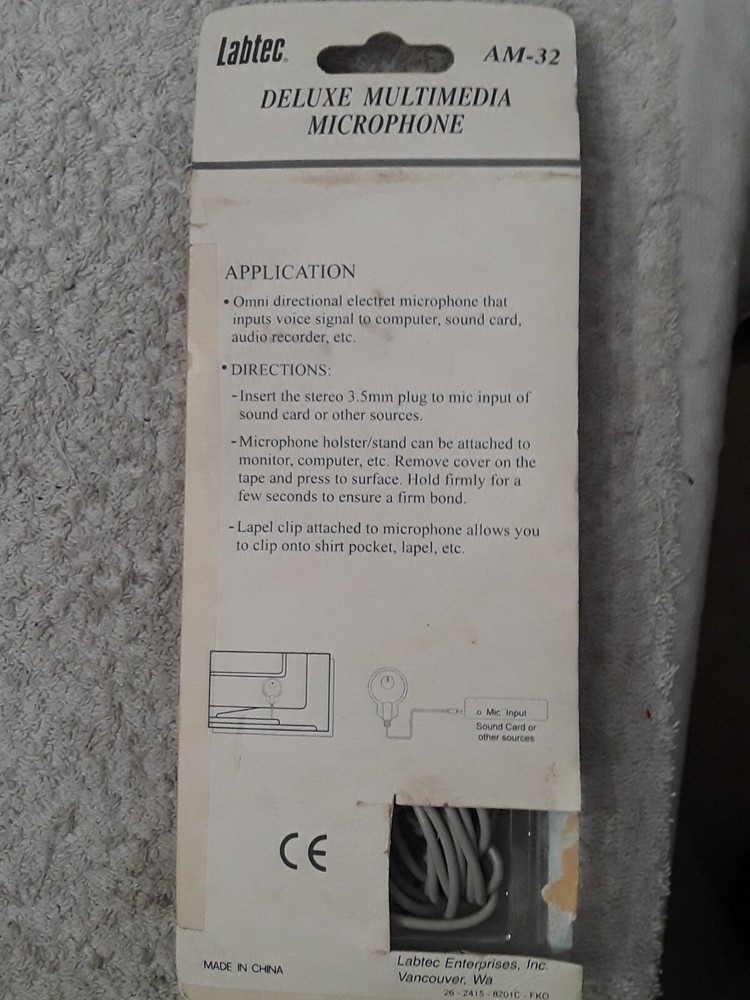 Labtec®
AM-32
DELUXE MULTIMEDIA
MICROPHONE
APPLICATION
• Omni directional electret microphone that
inputs voice signal to computer, sound card,
audio recorder, etc.
• DIRECTIONS:
- Insert the stereo 3.5mm plug to mic input of
sound card or other sources.
- Microphone holster/stand can be attached to
monitor, computer, etc. Remove cover on the
tape and press to surface. Hold firmly for a
few seconds to ensure a firm bond.
- Lapel clip attached to microphone allows you
to clip onto shirt pocket, lapel, etc.
o Mic. Input
Sound Card or
other sources
CE
MADE IN CHINA
Labtec Enterprises, Inc.
Vancouver, Wa
26 - 2415 - 8201C - FKO